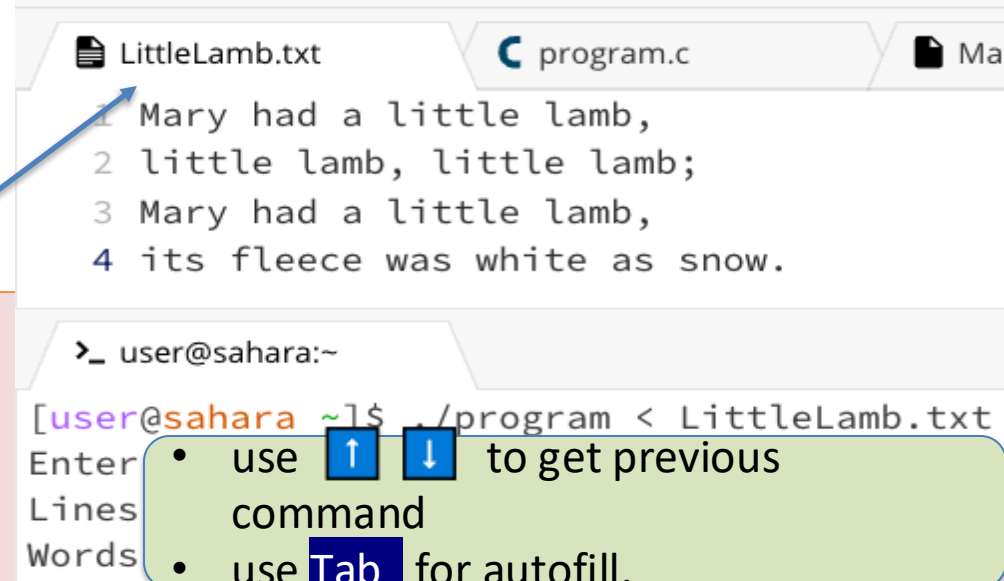 LittleLamb.txt program.c Ma
1 Mary had a little lamb,
2 little lamb, little lamb;
3 Mary had a little lamb,
4 its fleece was white as snow.
>_ user@sahara:~
[user@sahara ~]$ ./program < LittleLamb.txt
Enter
Lines
Words
• use ↑ ↓ to get previous
command
• use Tab for autofill.